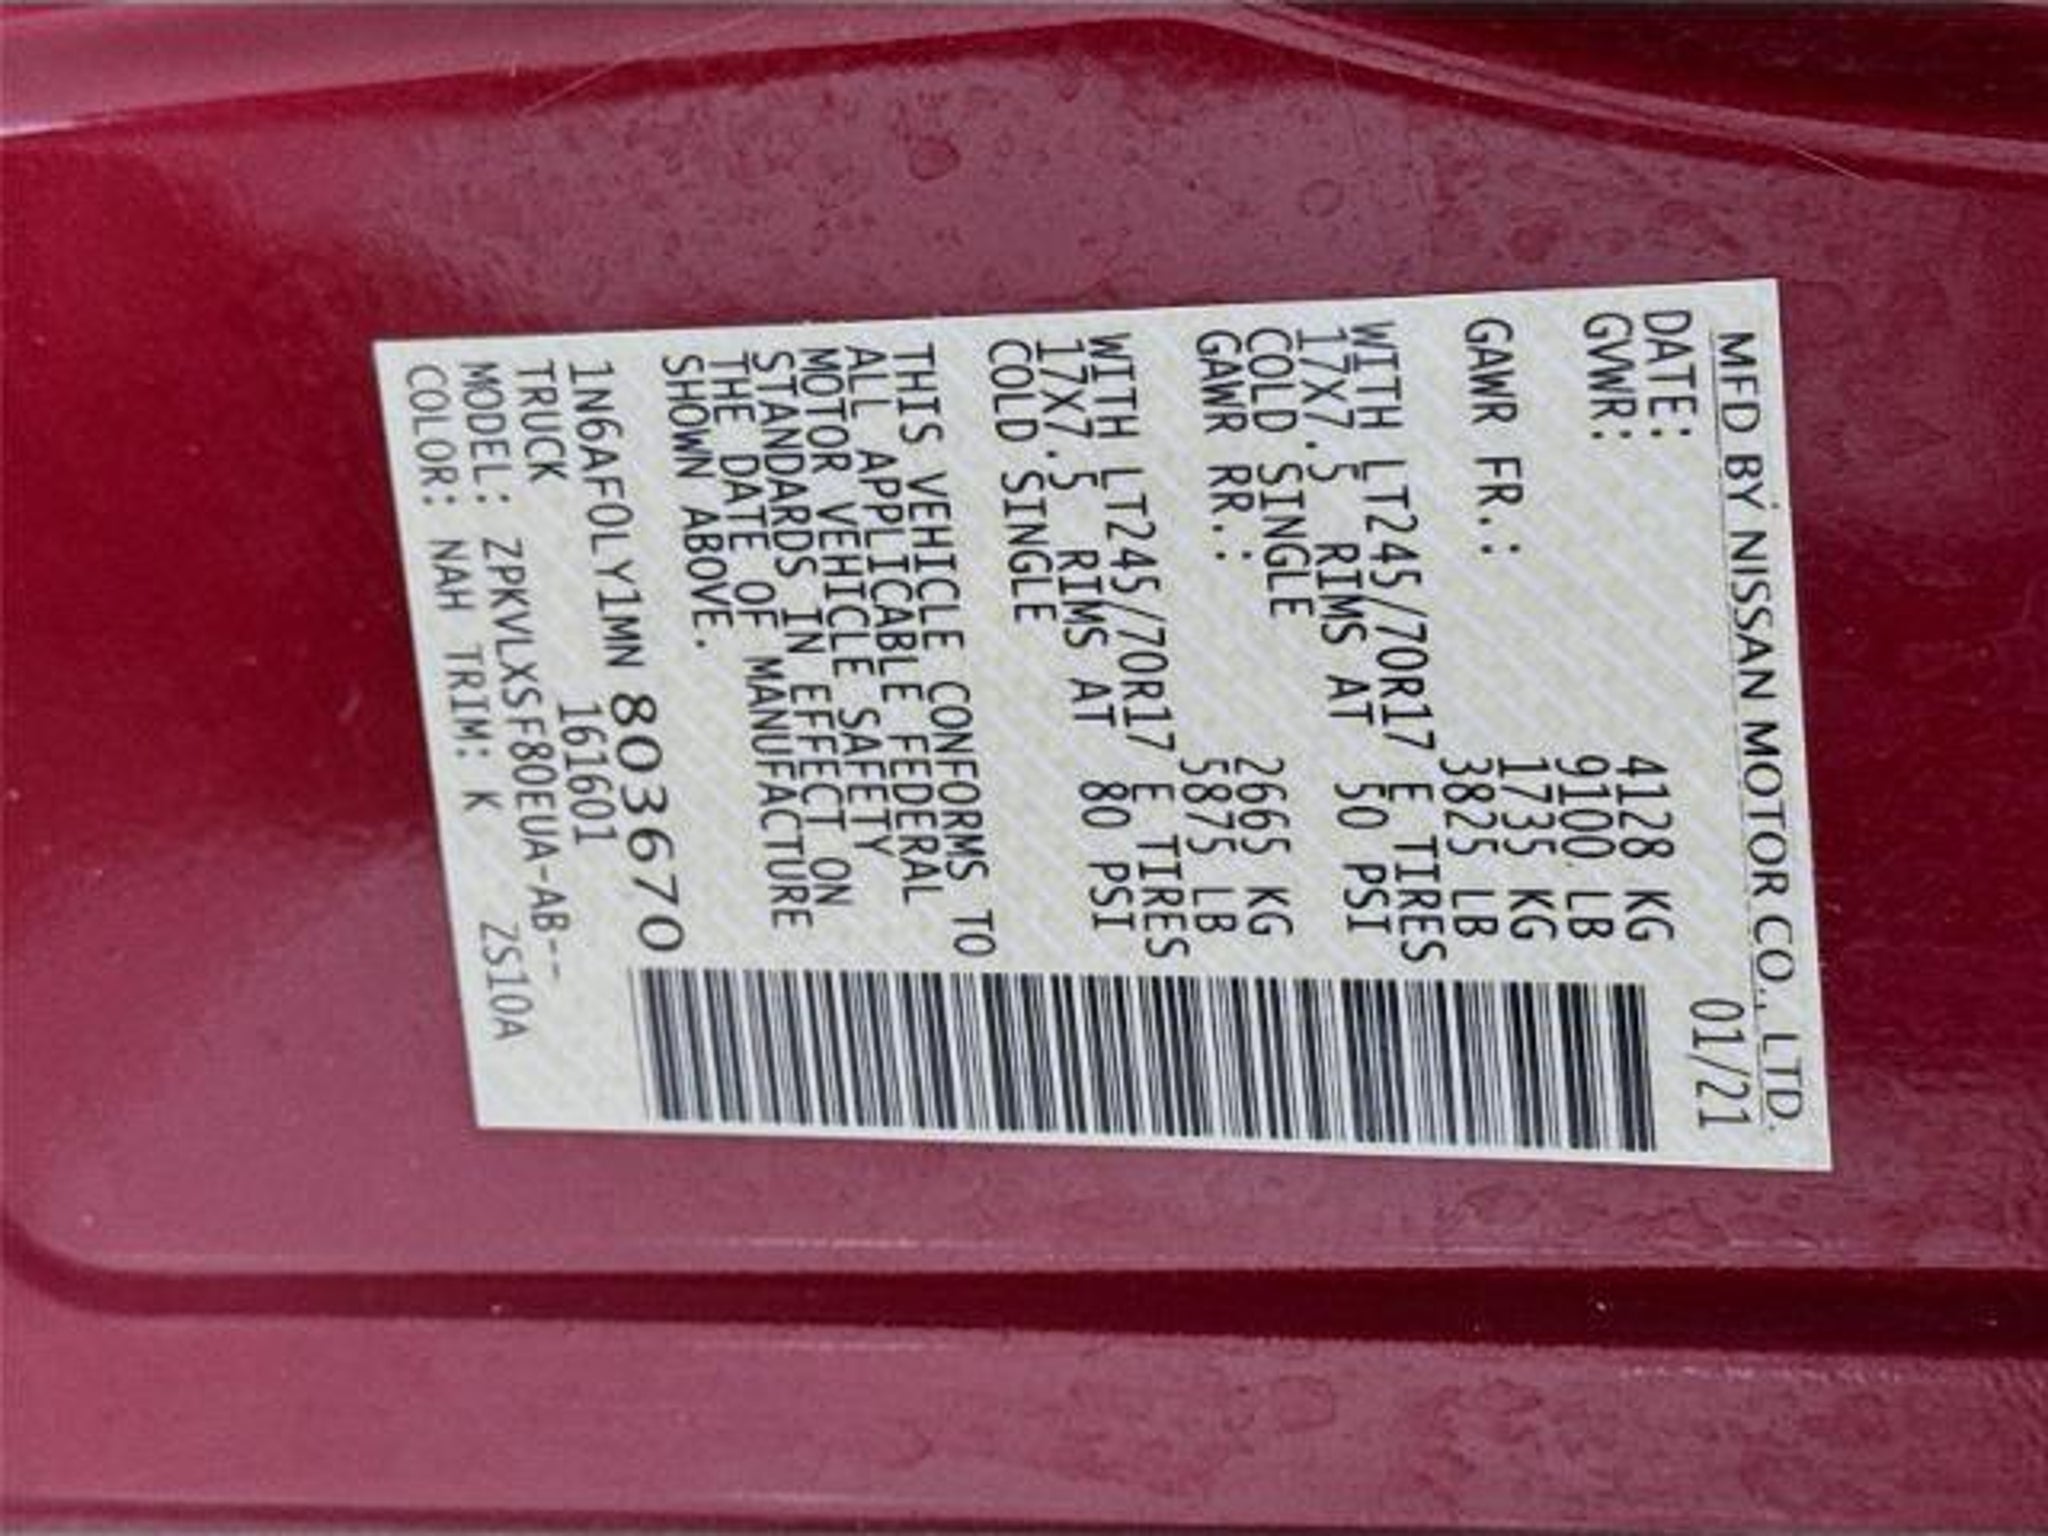 MFD BY NISSAN MOTOR CO., LTD.
DATE: 01/21
GVWR: 4128 KG
9100 LB
GAWR FR.: 1735 KG
3825 LB
WITH LT245/70R17 E TIRES
17X7.5 RIMS AT 50 PSI
COLD SINGLE
GAWR RR.: 2665 KG
5875 LB
WITH LT245/70R17 E TIRES
17X7.5 RIMS AT 80 PSI
COLD SINGLE
THIS VEHICLE CONFORMS TO
ALL APPLICABLE FEDERAL
MOTOR VEHICLE SAFETY
STANDARDS IN EFFECT ON
THE DATE OF MANUFACTURE
SHOWN ABOVE.
1N6AF0LY1MN 803670
TRUCK 161601
MODEL: ZPKVLXSF80EUA-AB--
COLOR: NAH TRIM: K ZS10A